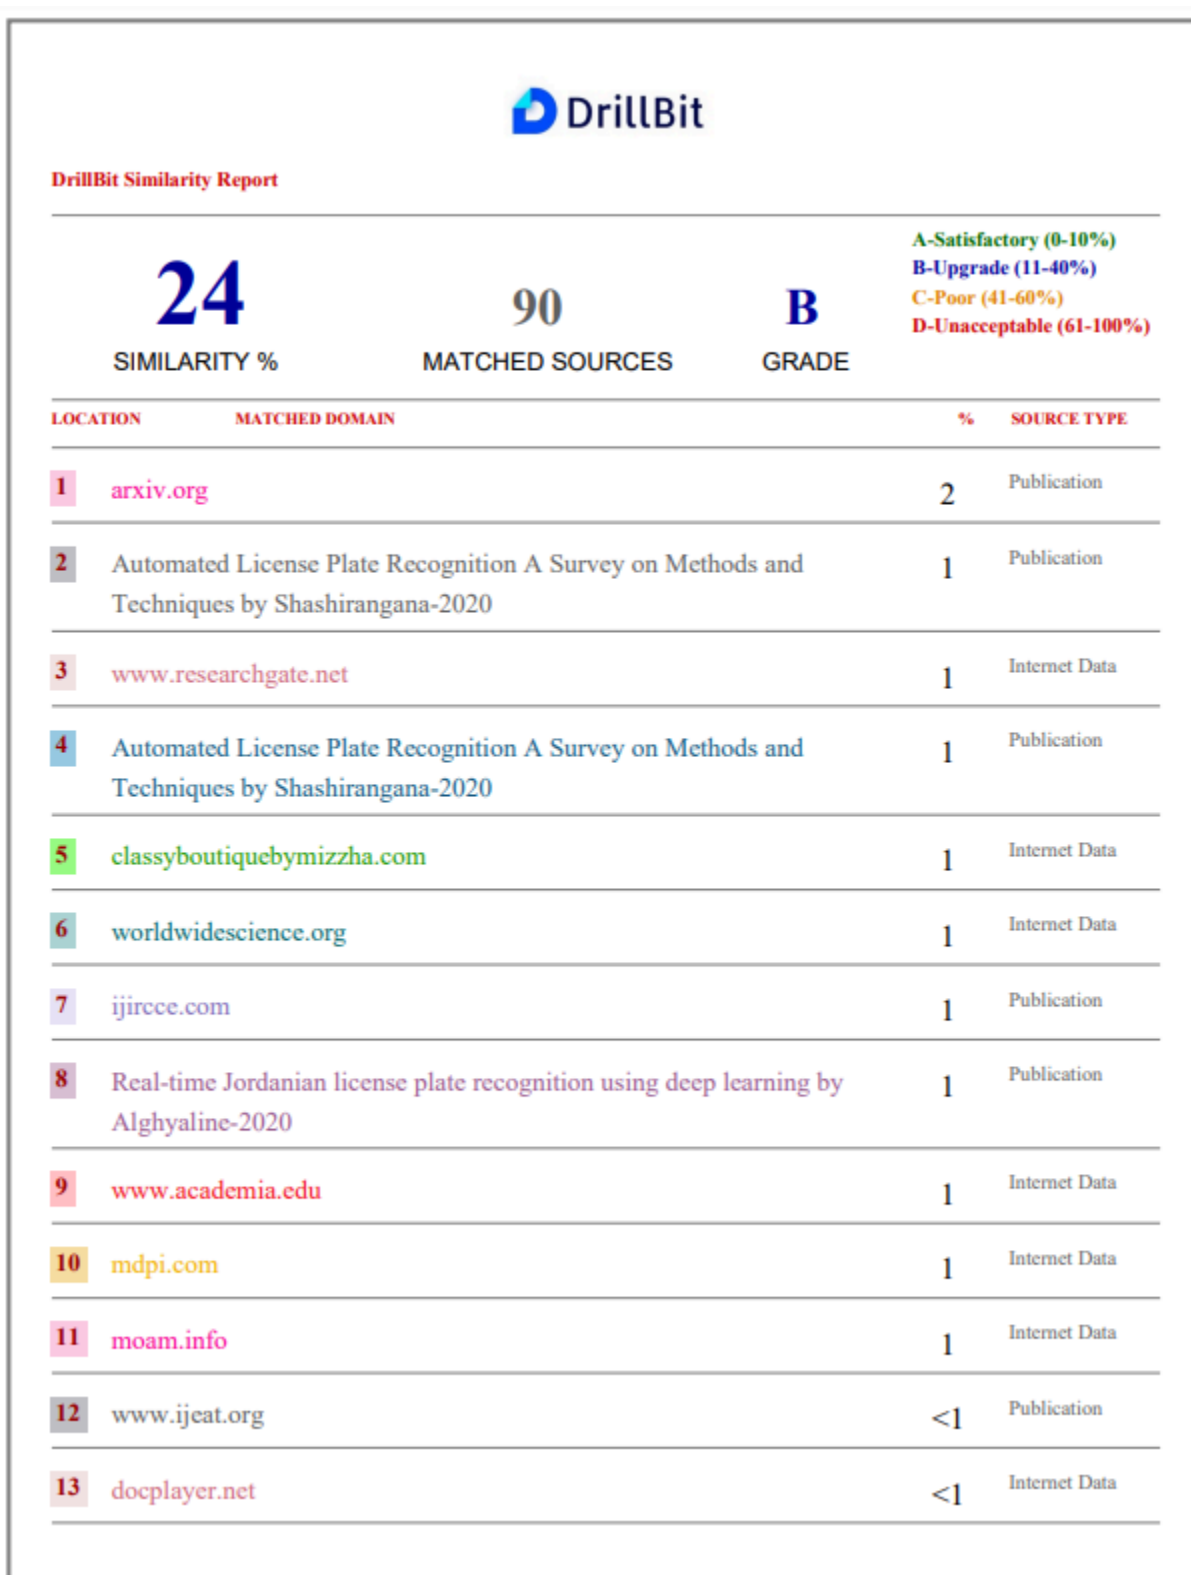 DrillBit
DrillBit Similarity Report
24
SIMILARITY %
90
MATCHED SOURCES
B
GRADE
A-Satisfactory (0-10%)
B-Upgrade (11-40%)
C-Poor (41-60%)
D-Unacceptable (61-100%)
LOCATION MATCHED DOMAIN % SOURCE TYPE
1 arxiv.org 2 Publication
2 Automated License Plate Recognition A Survey on Methods and 1 Publication
Techniques by Shashirangana-2020
3 www.researchgate.net 1 Internet Data
4 Automated License Plate Recognition A Survey on Methods and 1 Publication
Techniques by Shashirangana-2020
5 classyboutiquebymizzha.com 1 Internet Data
6 worldwidescience.org 1 Internet Data
7 ijircce.com 1 Publication
8 Real-time Jordanian license plate recognition using deep learning by 1 Publication
Alghyaline-2020
9 www.academia.edu 1 Internet Data
10 mdpi.com 1 Internet Data
11 moam.info 1 Internet Data
12 www.ijeat.org <1 Publication
13 docplayer.net <1 Internet Data